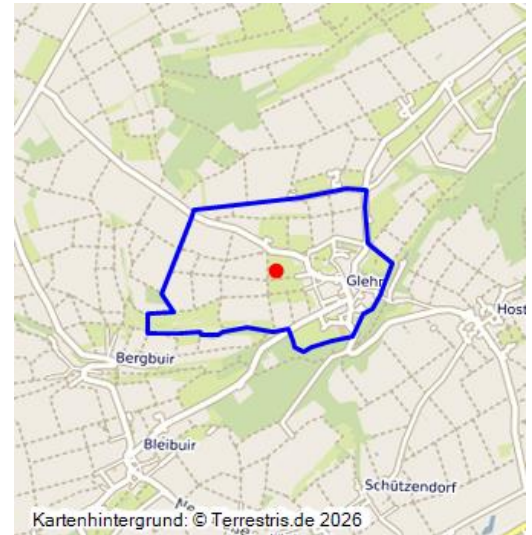 Glehn
Host
Bergbuir
Bleibuir
Schützendorf
Kartenhintergrund: © Terrestris.de 2026